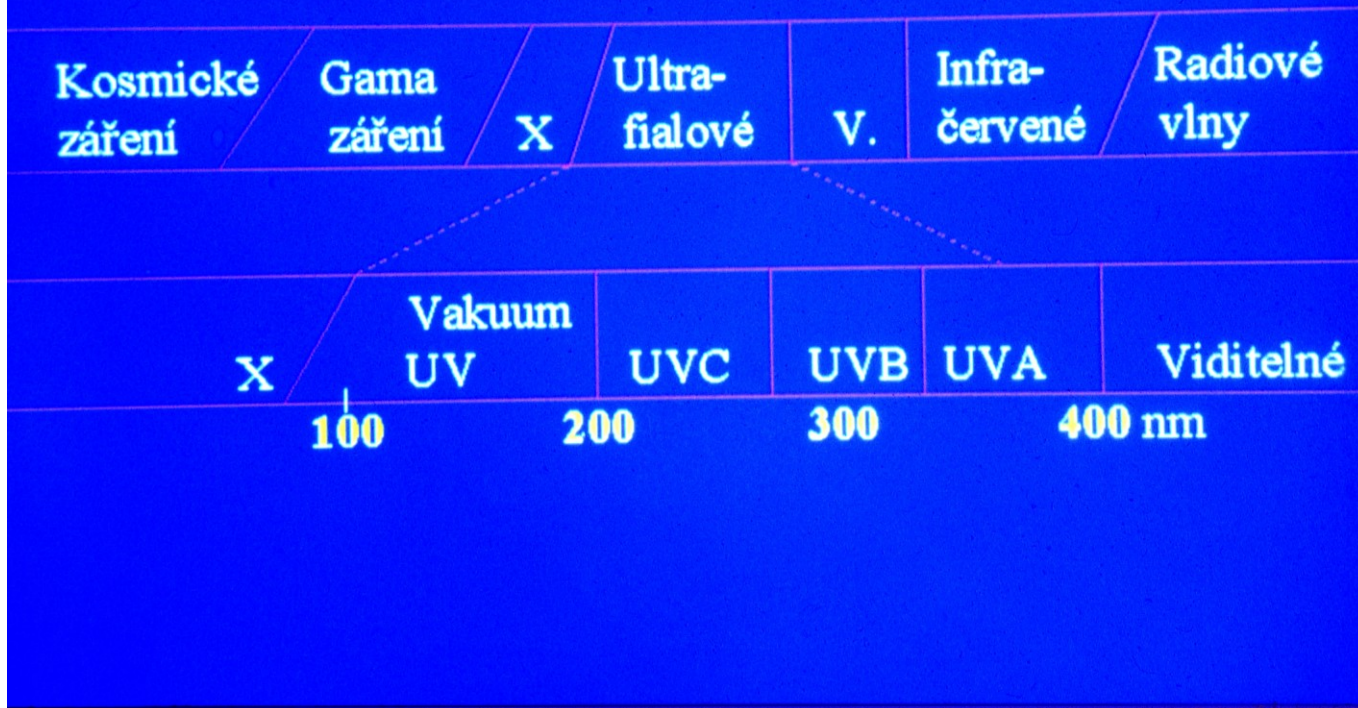 Kosmické záření
Gama záření
X
Ultra-
fialové
V.
Infra-
červené
Radiové
vlny
X
Vakuum
UV
UVC
UVB
UVA
Viditelné
100
200
300
400 nm